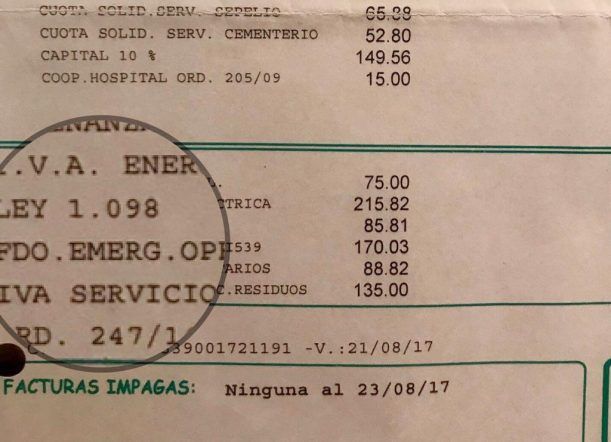 CUOTA SOLID.SERV. SEPELIO 65.88
CUOTA SOLID. SERV. CEMENTERIO 52.80
CAPITAL 10 % 149.56
COOP.HOSPITAL ORD. 205/09 15.00
75.00
I.V.A. ENER
CTRICA 215.82
LEY 1.098
85.81
FDO.EMERG.OP
I539 170.03
ARIOS 88.82
IVA SERVICIO
C.RESIDUOS 135.00
RD. 247/1
39001721191 -V.:21/08/17
FACTURAS IMPAGAS: Ninguna al 23/08/17